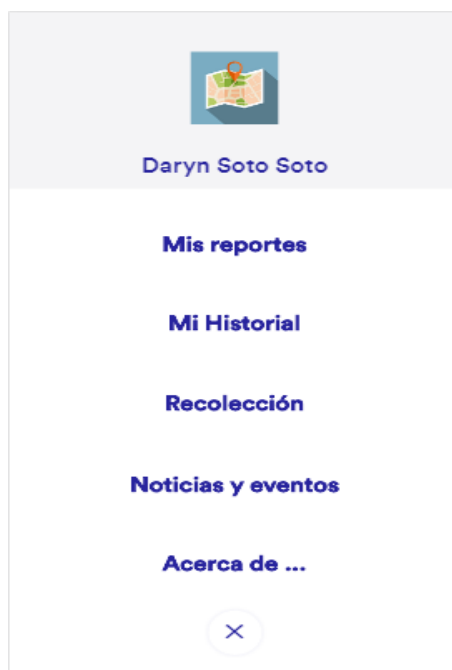 Daryn Soto Soto
Mis reportes
Mi Historial
Recolección
Noticias y eventos
Acerca de ...